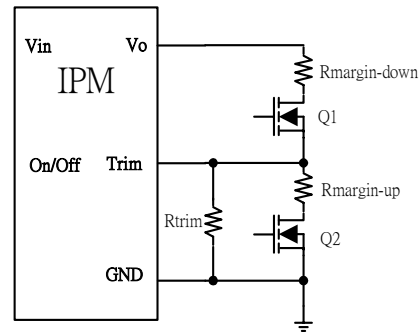 Vin Vo
Rmargin-down
IPM
Q1
On/Off Trim
Rmargin-up
Rtrim
Q2
GND